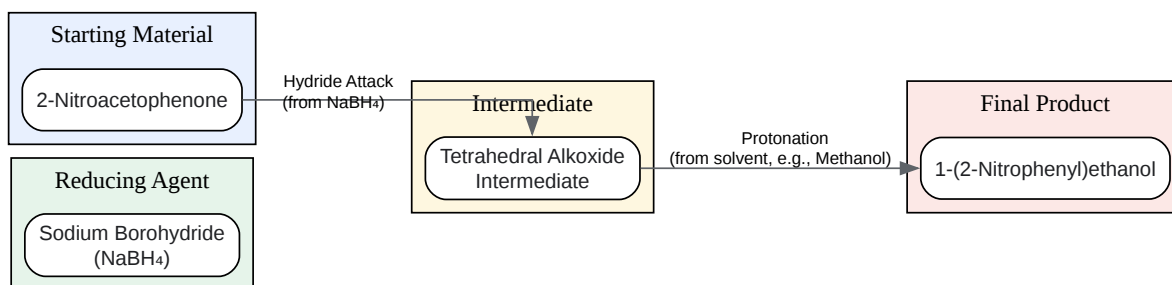 Starting Material
2-Nitroacetophenone
Reducing Agent
Sodium Borohydride
(NaBH₄)
Hydride Attack
(from NaBH₄)
Intermediate
Tetrahedral Alkoxide
Intermediate
Protonation
(from solvent, e.g., Methanol)
Final Product
1-(2-Nitrophenyl)ethanol